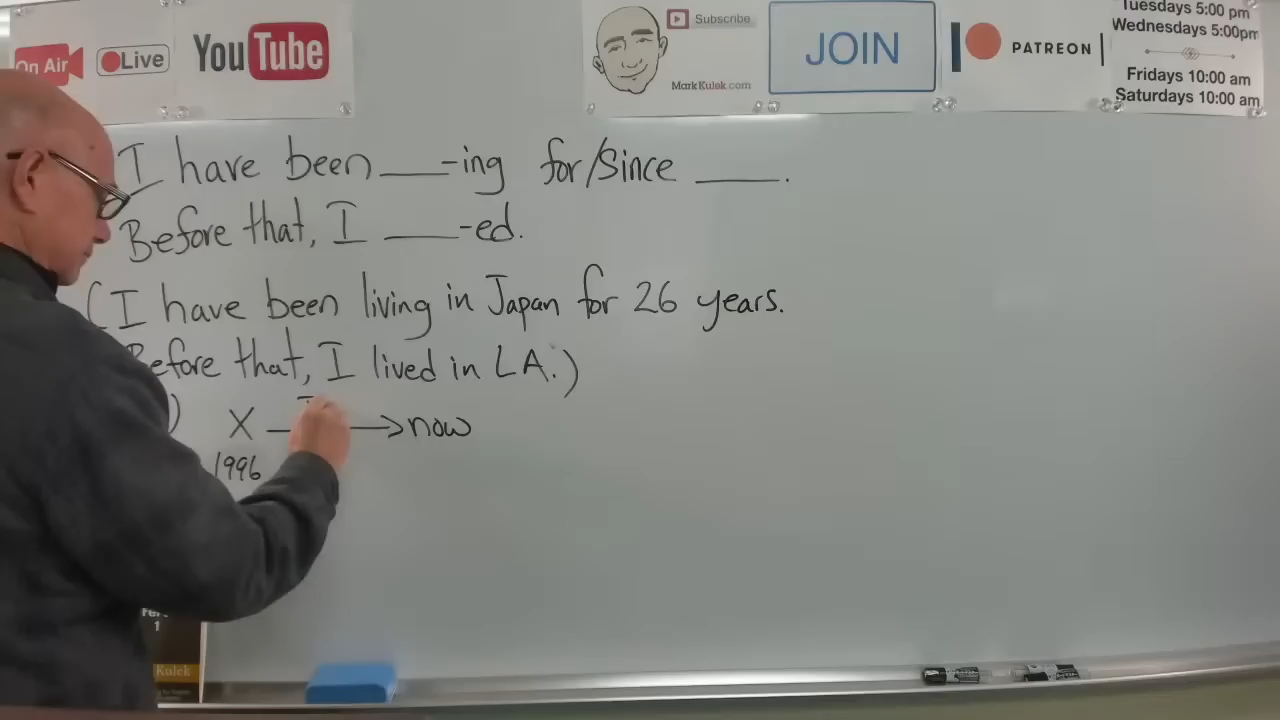 On Air
Live
YouTube
Subscribe
MarkKulek.com
JOIN
PATREON
Tuesdays 5:00 pm
Wednesdays 5:00pm
Fridays 10:00 am
Saturdays 10:00 am
I have been ___-ing for/since ___.
Before that, I ___-ed.
(I have been living in Japan for 26 years.
Before that, I lived in LA.)
) X → now
1996
1
Kulek